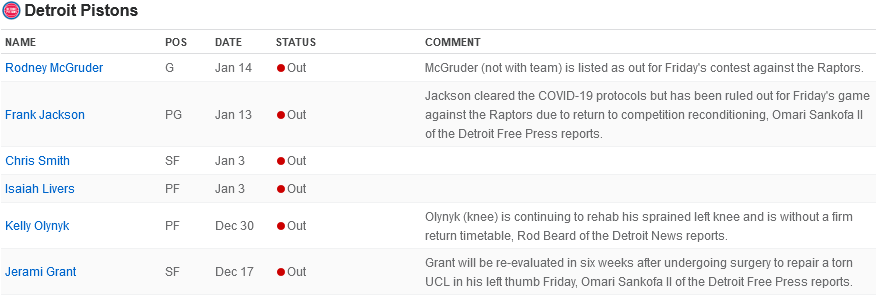 Detroit Pistons
NAME POS DATE STATUS COMMENT
Rodney McGruder G Jan 14 Out McGruder (not with team) is listed as out for Friday's contest against the Raptors.
Jackson cleared the COVID-19 protocols but has been ruled out for Friday's game
Frank Jackson PG Jan 13 Out against the Raptors due to return to competition reconditioning, Omari Sankofa II
of the Detroit Free Press reports.
Chris Smith SF Jan 3 Out
Isaiah Livers PF Jan 3 Out
Kelly Olynyk PF Dec 30 Out Olynyk (knee) is continuing to rehab his sprained left knee and is without a firm
return timetable, Rod Beard of the Detroit News reports.
Jerami Grant SF Dec 17 Out Grant will be re-evaluated in six weeks after undergoing surgery to repair a torn
UCL in his left thumb Friday, Omari Sankofa II of the Detroit Free Press reports.